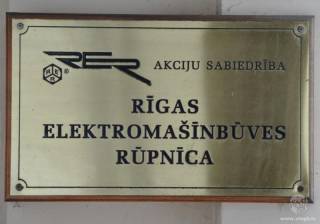 RER ® AKCIJU SABIEDRĪBA
RĪGAS
ELEKTROMAŠĪNBŪVES
RŪPNĪCA